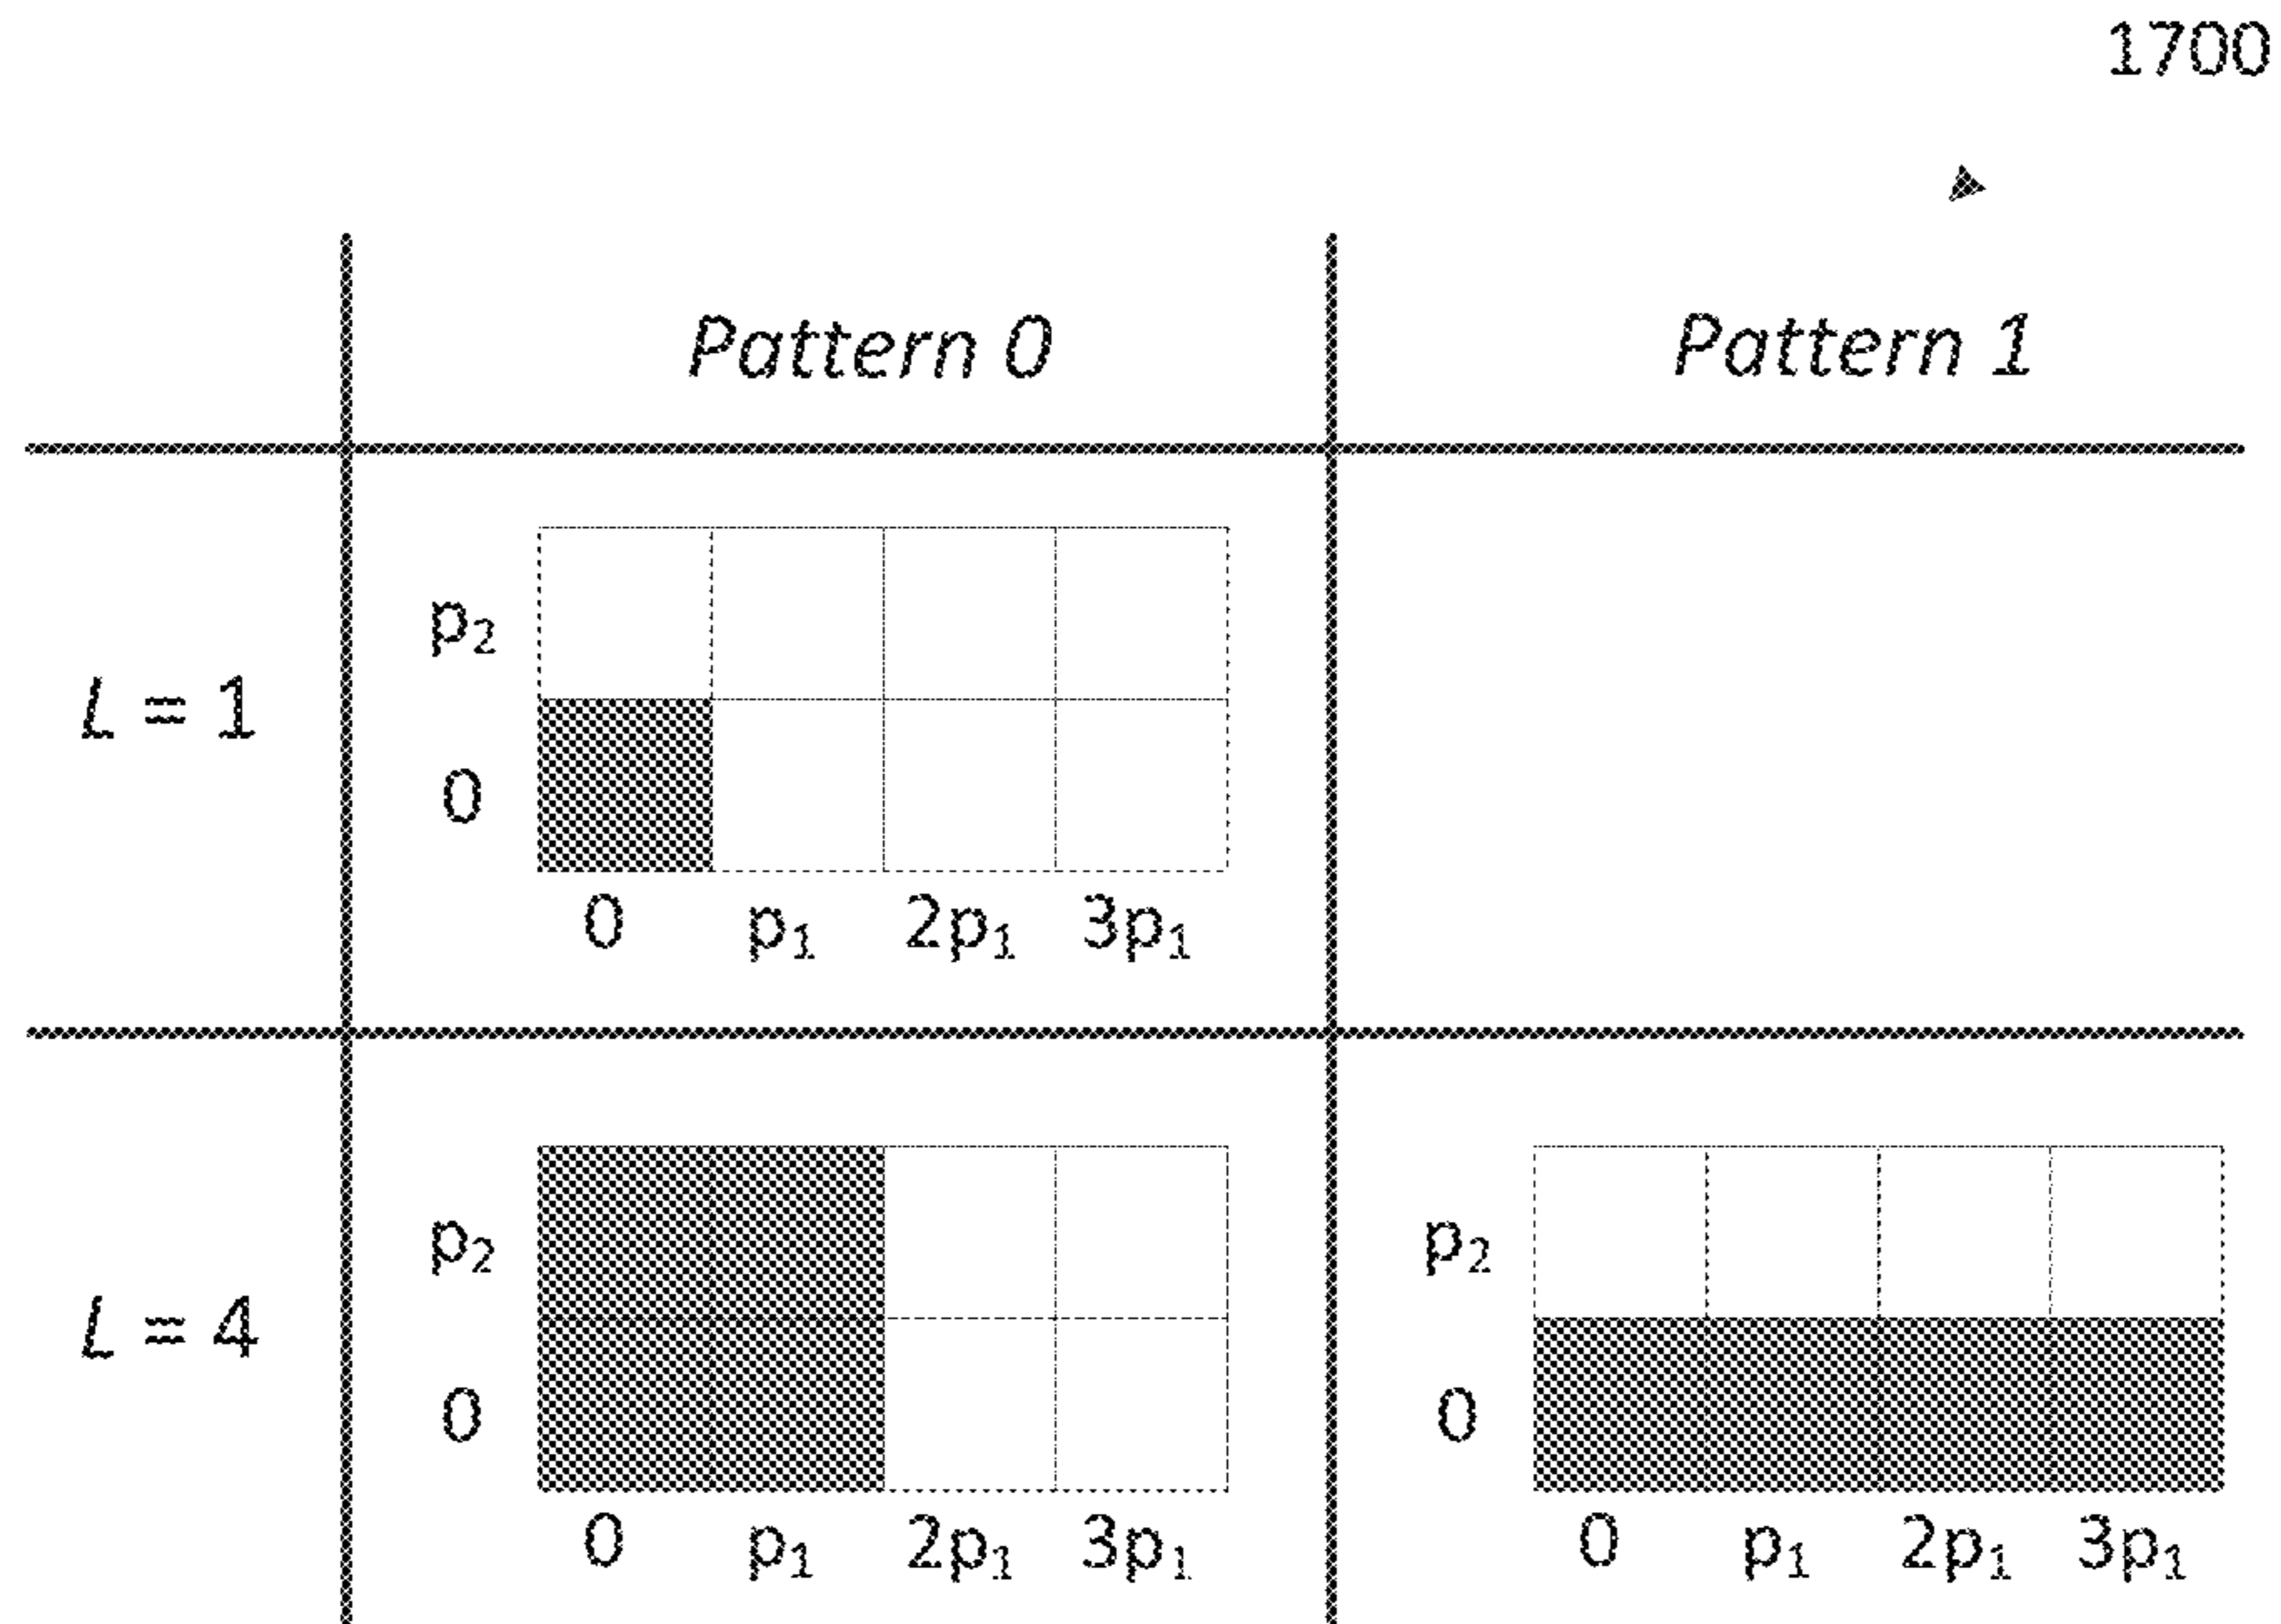 1700
Pattern 0 Pattern 1
L = 1
p₂
0
0 p₁ 2p₁ 3p₁
L = 4
p₂
0
0 p₁ 2p₁ 3p₁
p₂
0
0 p₁ 2p₁ 3p₁